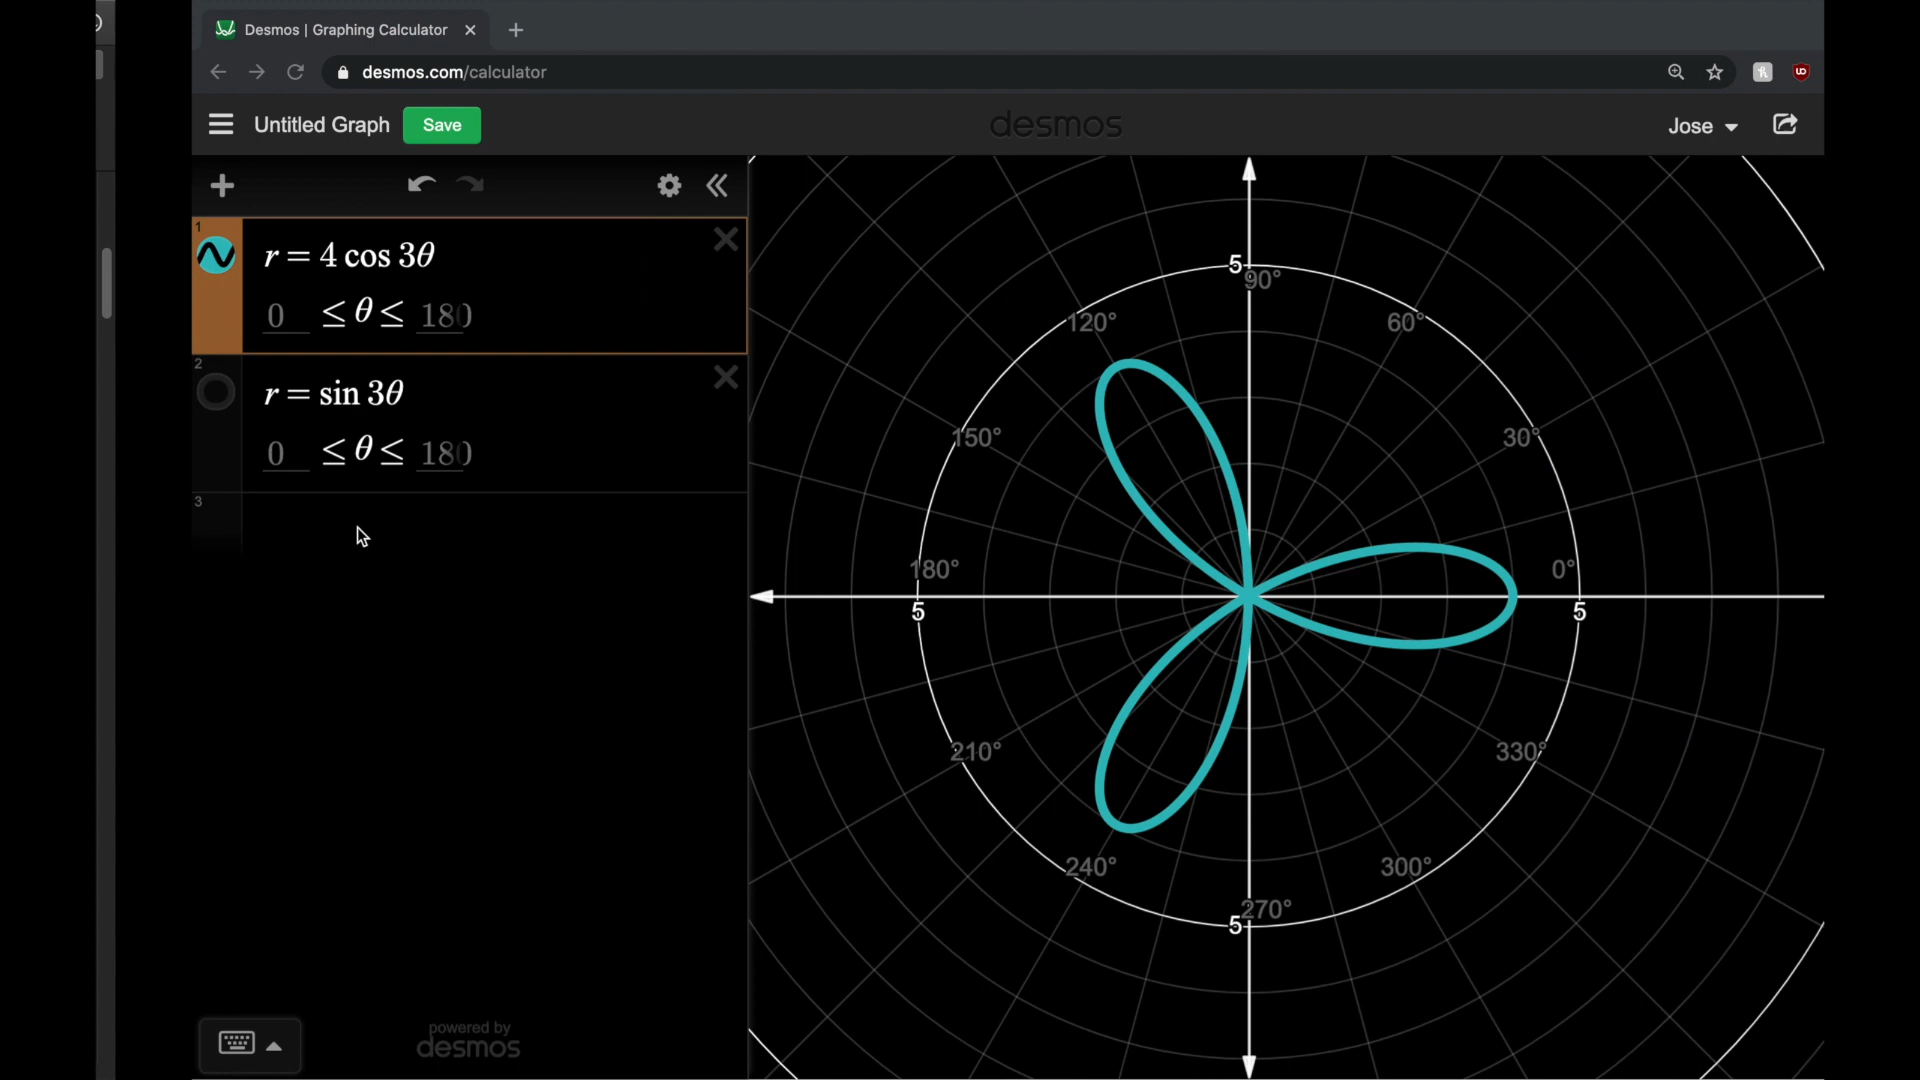 Desmos | Graphing Calculator
desmos.com/calculator
Untitled Graph
Save
desmos
Jose
1
r = 4 cos 3θ
0 ≤ θ ≤ 180
2
r = sin 3θ
0 ≤ θ ≤ 180
3
5
90°
120°
60°
150°
30°
180°
0°
5
5
210°
330°
240°
300°
270°
5
powered by
desmos